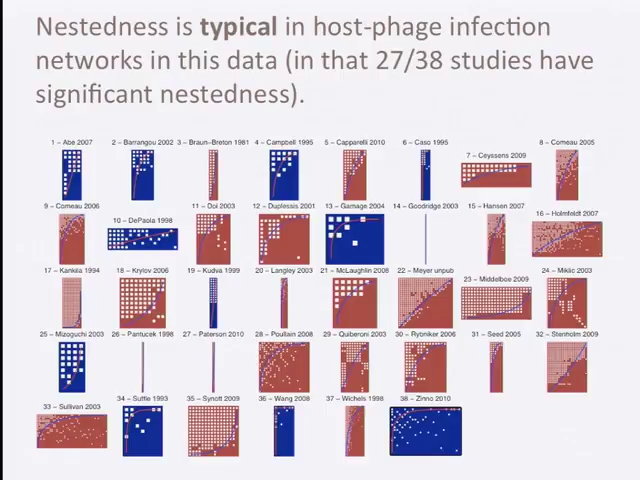 Nestedness is typical in host-phage infection
networks in this data (in that 27/38 studies have
significant nestedness).
1 – Abe 2007
2 – Barrangou 2002
3 – Braun–Breton 1981
4 – Campbell 1995
5 – Capparelli 2010
6 – Caso 1995
7 – Ceyssens 2009
8 – Comeau 2005
9 – Comeau 2006
10 – DePaola 1998
11 – Doi 2003
12 – Duplessis 2001
13 – Gamage 2004
14 – Goodridge 2003
15 – Hansen 2007
16 – Holmfeldt 2007
17 – Kankila 1994
18 – Krylov 2006
19 – Kudva 1999
20 – Langley 2003
21 – McLaughlin 2008
22 – Meyer unpub
23 – Middelboe 2009
24 – Miklic 2003
25 – Mizoguchi 2003
26 – Pantucek 1998
27 – Paterson 2010
28 – Poullain 2008
29 – Quiberoni 2003
30 – Rybniker 2006
31 – Seed 2005
32 – Stenholm 2009
33 – Sullivan 2003
34 – Suttle 1993
35 – Synott 2009
36 – Wang 2008
37 – Wichels 1998
38 – Zinno 2010